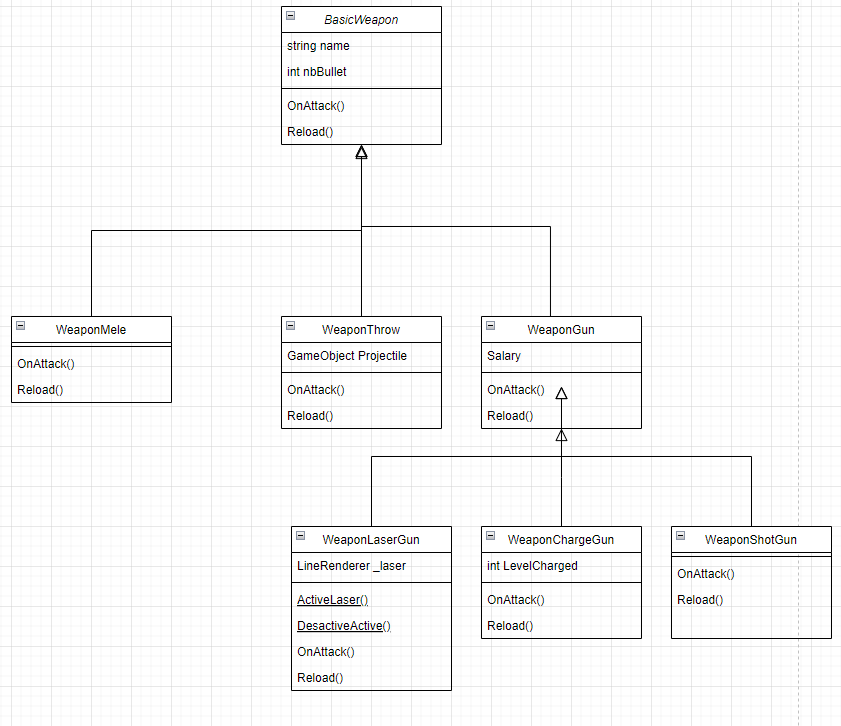 BasicWeapon
string name
int nbBullet
OnAttack()
Reload()
WeaponMele
OnAttack()
Reload()
WeaponThrow
GameObject Projectile
OnAttack()
Reload()
WeaponGun
Salary
OnAttack()
Reload()
WeaponLaserGun
LineRenderer _laser
ActiveLaser()
DesactiveActive()
OnAttack()
Reload()
WeaponChargeGun
int LevelCharged
OnAttack()
Reload()
WeaponShotGun
OnAttack()
Reload()